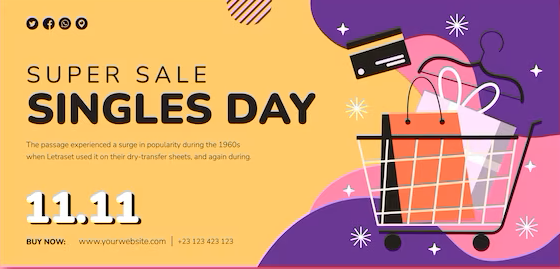 SUPER SALE
SINGLES DAY
The passage experienced a surge in popularity during the 1960s
when Letraset used it on their dry-transfer sheets, and again during.
11.11
BUY NOW: www.yourwebsite.com | +23 123 423 123